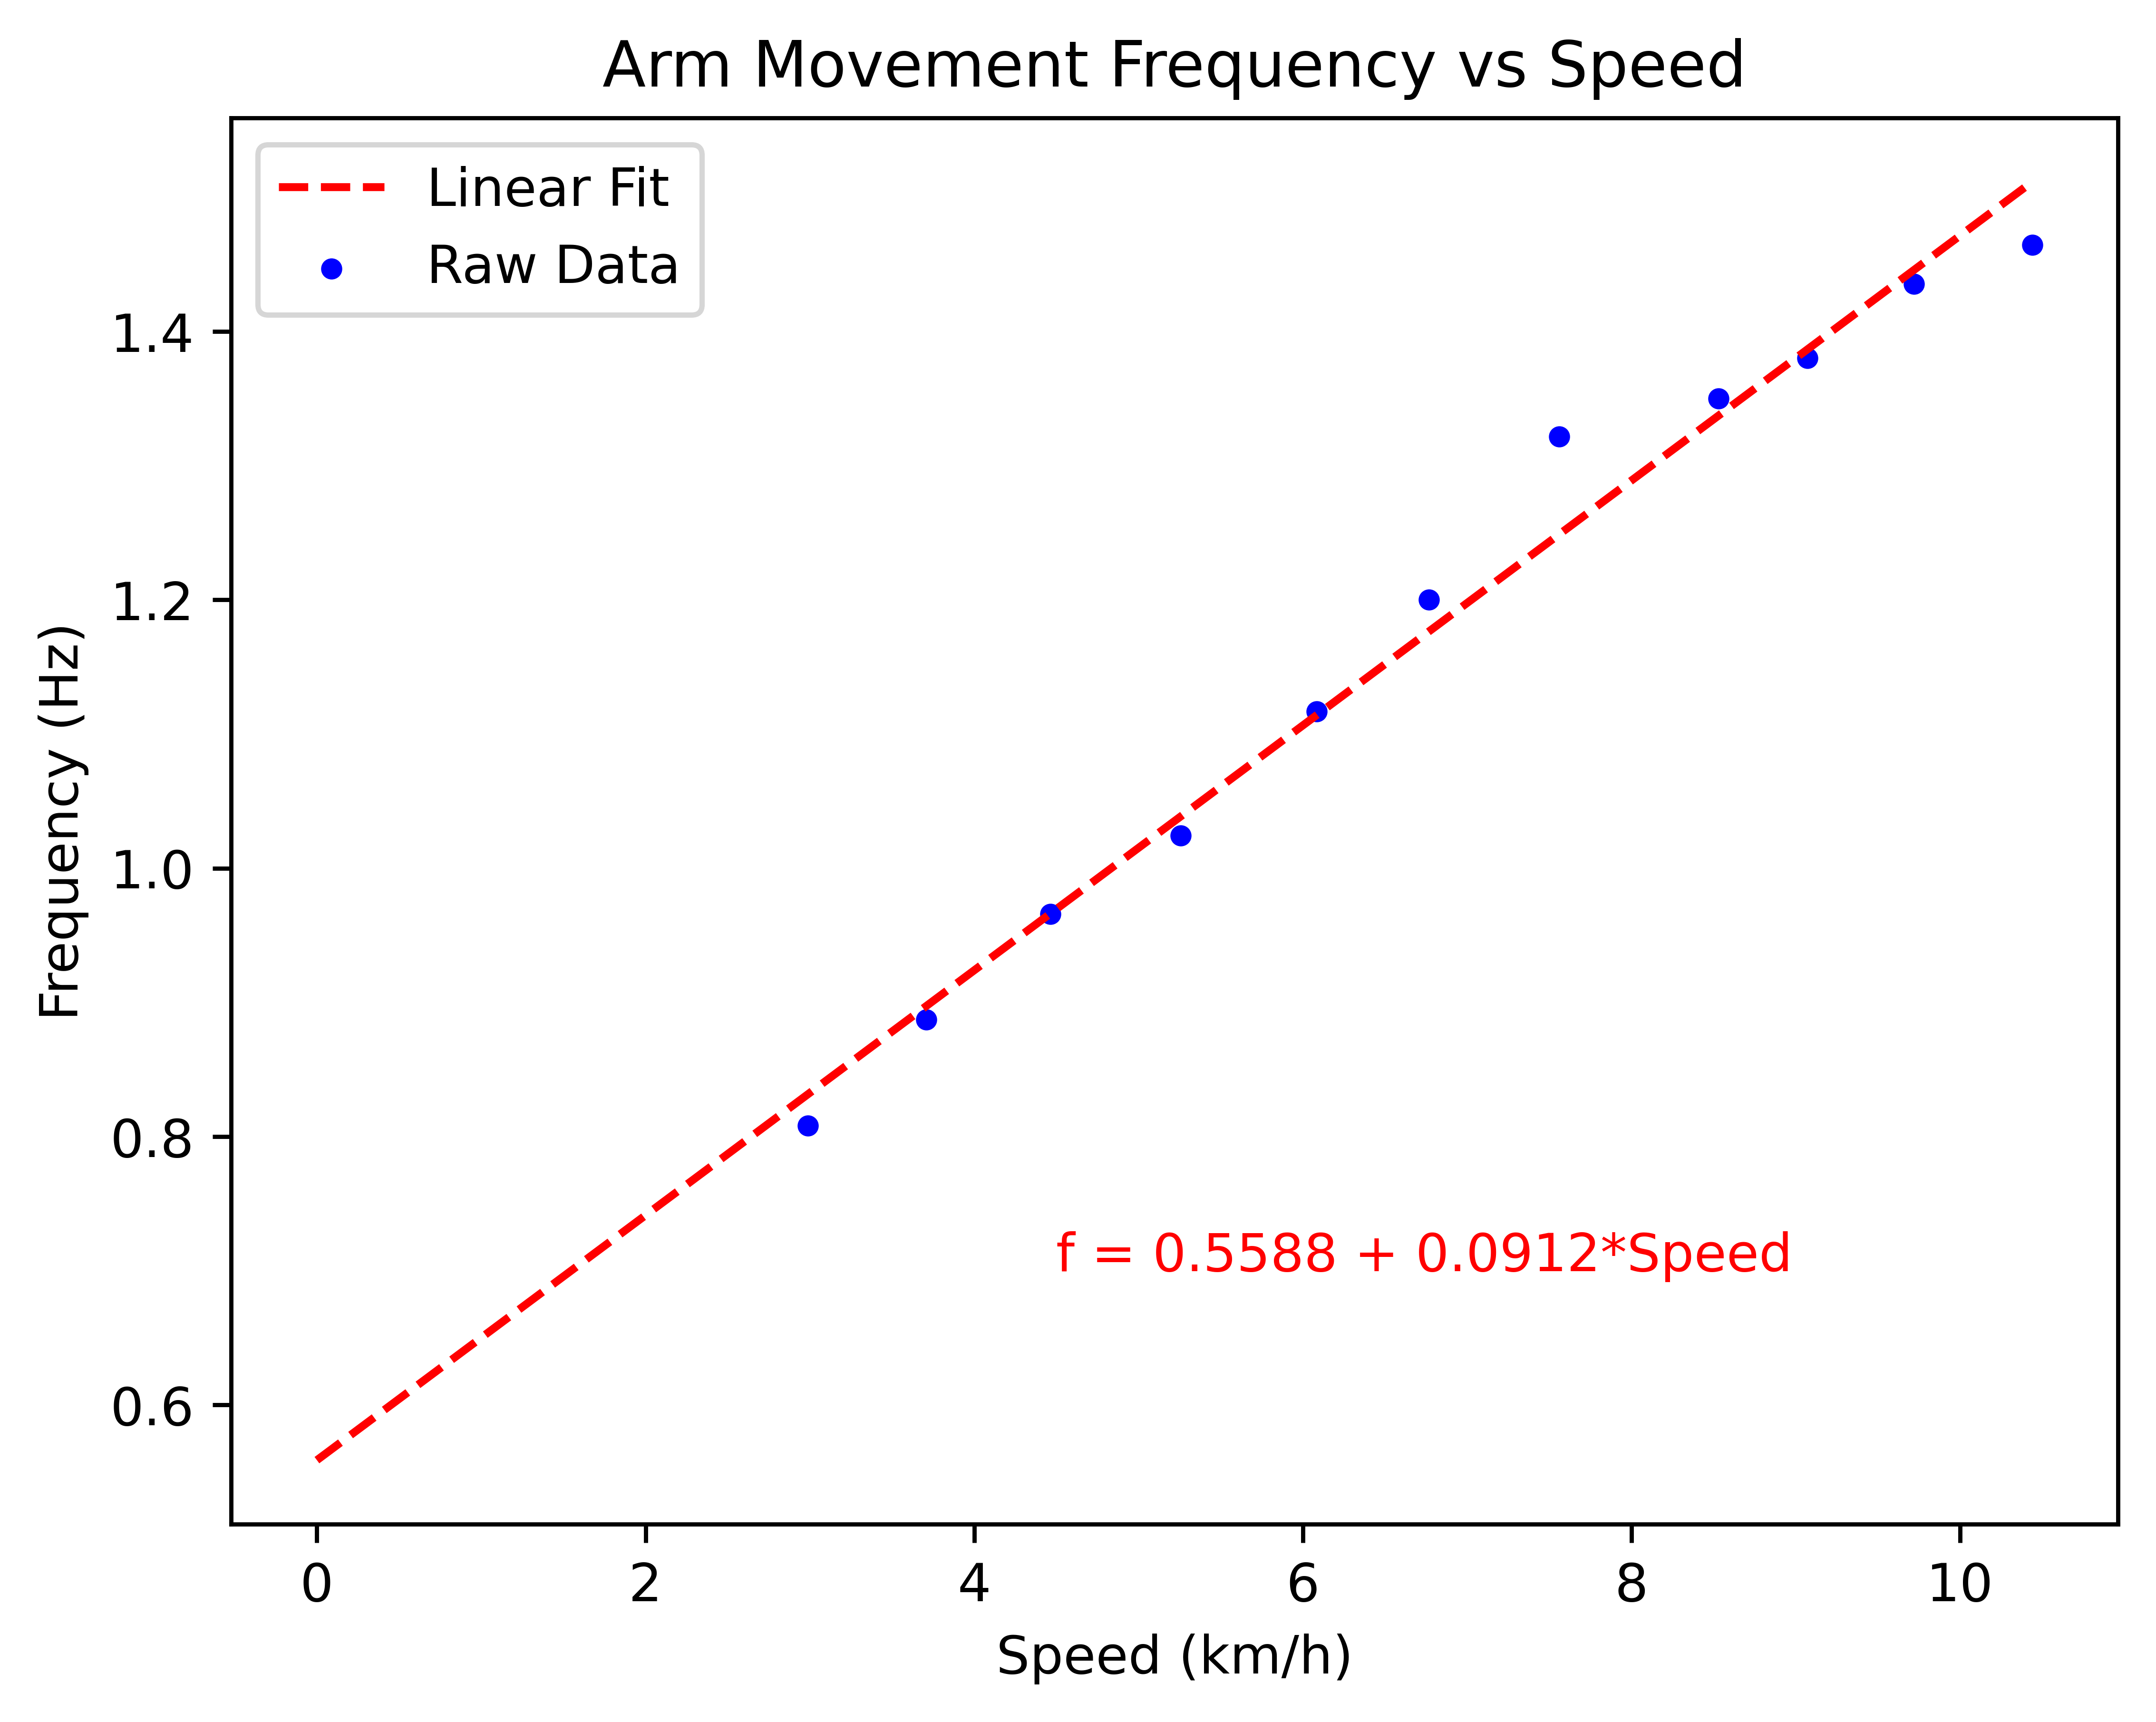 Arm Movement Frequency vs Speed
Linear Fit
Raw Data
Frequency (Hz)
1.4
1.2
1.0
0.8
0.6
f = 0.5588 + 0.0912*Speed
0 2 4 6 8 10
Speed (km/h)